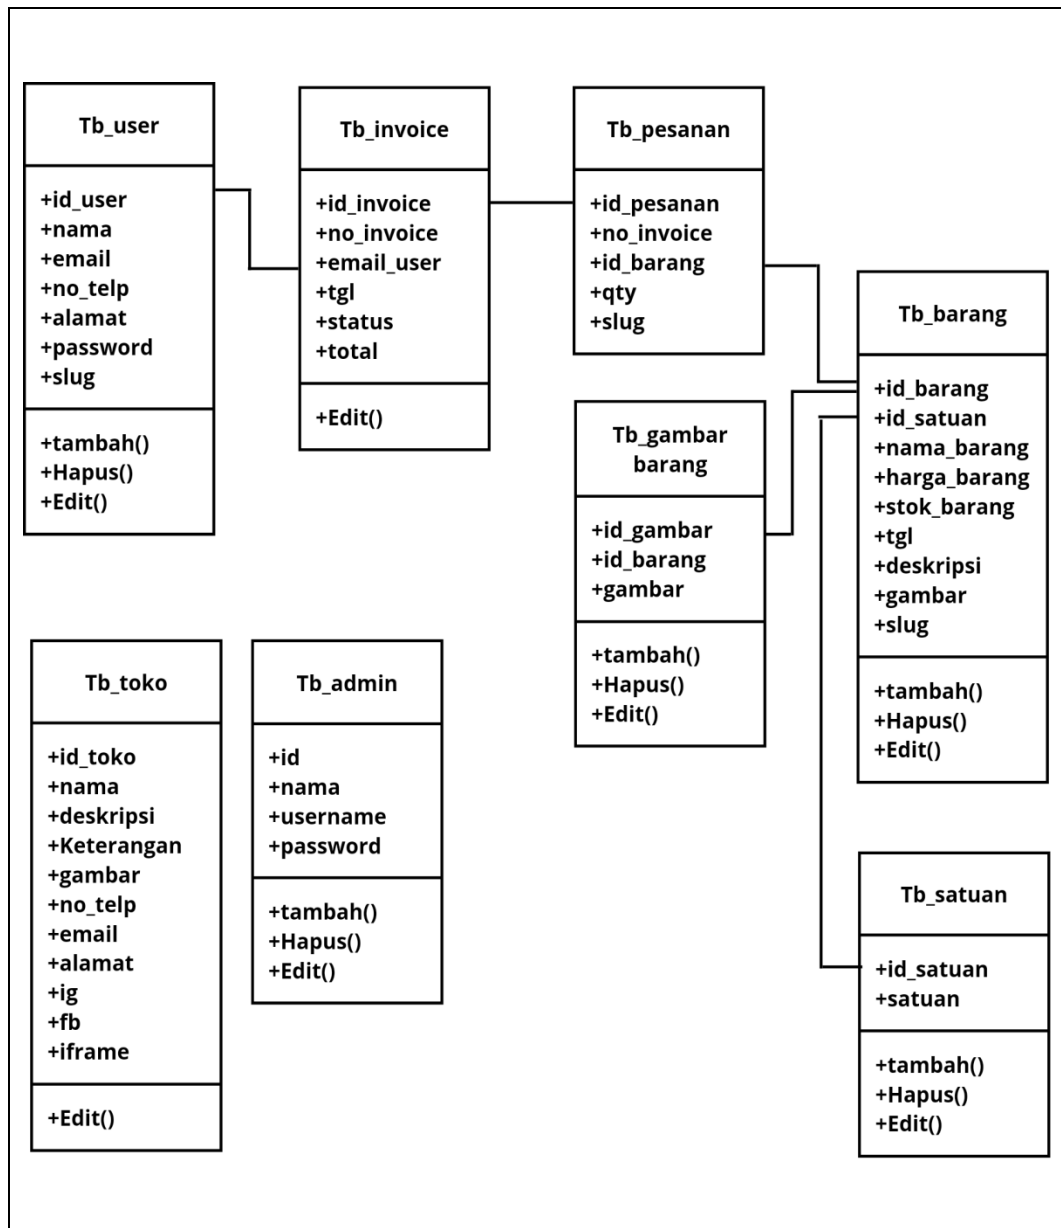 Tb_user
+id_user
+nama
+email
+no_telp
+alamat
+password
+slug
+tambah()
+Hapus()
+Edit()
Tb_invoice
+id_invoice
+no_invoice
+email_user
+tgl
+status
+total
+Edit()
Tb_pesanan
+id_pesanan
+no_invoice
+id_barang
+qty
+slug
Tb_barang
+id_barang
+id_satuan
+nama_barang
+harga_barang
+stok_barang
+tgl
+deskripsi
+gambar
+slug
+tambah()
+Hapus()
+Edit()
Tb_gambar
barang
+id_gambar
+id_barang
+gambar
+tambah()
+Hapus()
+Edit()
Tb_toko
+id_toko
+nama
+deskripsi
+Keterangan
+gambar
+no_telp
+email
+alamat
+ig
+fb
+iframe
+Edit()
Tb_admin
+id
+nama
+username
+password
+tambah()
+Hapus()
+Edit()
Tb_satuan
+id_satuan
+satuan
+tambah()
+Hapus()
+Edit()